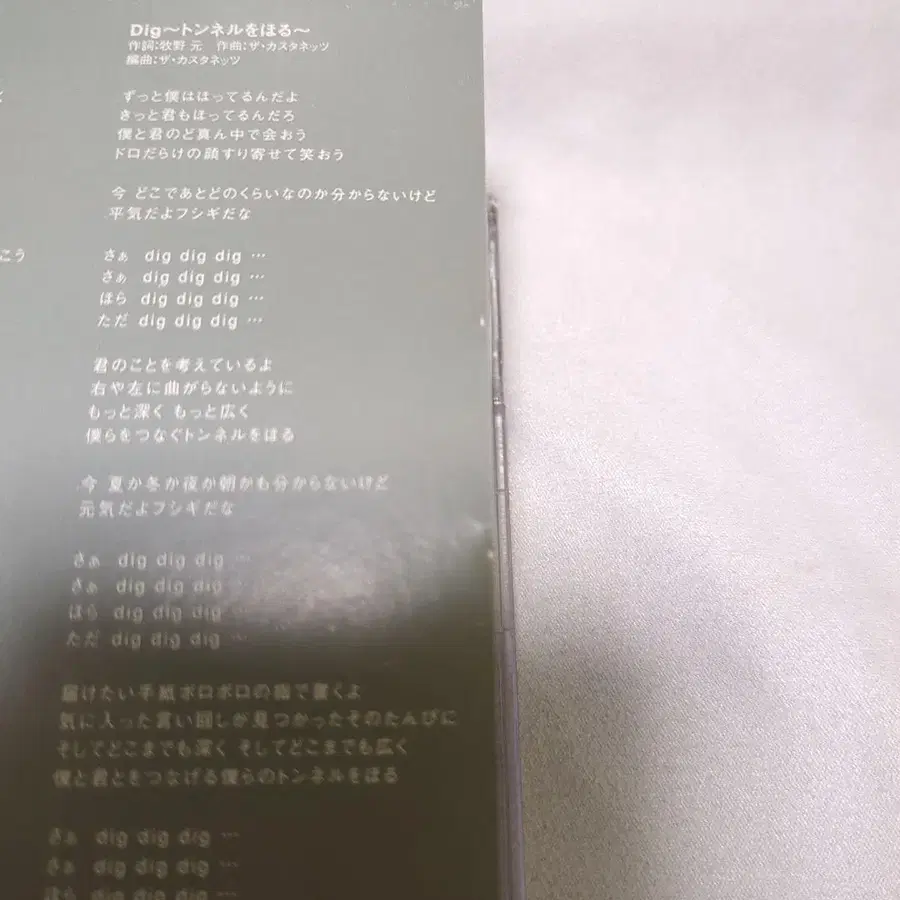 Dig〜トンネルをほる〜
作詞:牧野 元 作曲:ザ・カスタネッツ
編曲:ザ・カスタネッツ
ずっと僕はほってるんだよ
きっと君もほってるんだろ
僕と君のど真ん中で会おう
ドロだらけの顔すり寄せて笑おう
今 どこであとどのくらいなのか分からないけど
平気だよフシギだな
こう
さぁ dig dig dig …
さぁ dig dig dig …
ほら dig dig dig …
ただ dig dig dig …
君のことを考えているよ
右や左に曲がらないように
もっと深く もっと広く
僕らをつなぐトンネルをほる
今 夏か冬か夜か朝かも分からないけど
元気だよフシギだな
さぁ dig dig dig …
さぁ dig dig dig …
ほら dig dig dig …
ただ dig dig dig …
届けたい手紙ボロボロの指で書くよ
気に入った言い回しが見つかったそのたんびに
そしてどこまでも深く そしてどこまでも広く
僕と君とをつなげる僕らのトンネルをほる
さぁ dig dig dig …
さぁ dig dig dig …
ほら dig dig dig …